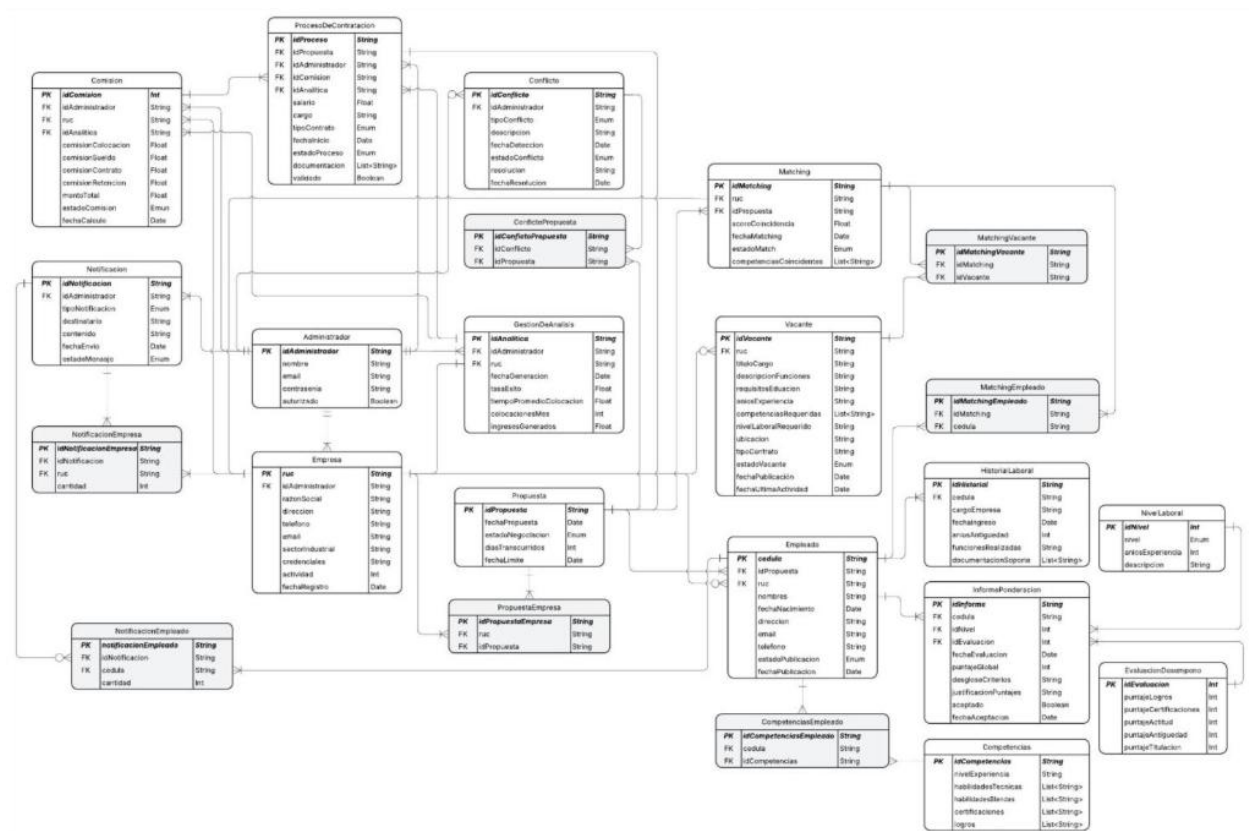 ProcesoDeContratacion
PK idProceso String
FK idPropuesta String
FK idAdministrador String
FK idComision String
FK idAnalitica String
salario Float
cargo String
tipoContrato Enum
fechaInicio Date
estadoProceso Enum
documentacion List<String>
validado Boolean
Comision
PK idComision Int
FK idAdministrador String
FK ruc String
FK idAnalitica String
comisionColocacion Float
comisionSueldo Float
comisionContrato Float
comisionRetencion Float
montoTotal Float
estadoComision Emun
fechaCalculo Date
Conflicto
PK idConflicto String
FK idAdministrador String
tipoConflicto Enum
descripcion String
fechaDeteccion Date
estadoConflicto Enum
resolucion String
fechaResolucion Date
Matching
PK idMatching String
FK ruc String
FK idPropuesta String
scoreCoincidencia Float
fechaMatching Date
estadoMatch Enum
competenciasCoincidentes List<String>
ConflictoPropuesta
PK idConflictoPropuesta String
FK idConflicto String
FK idPropuesta String
MatchingVacante
PK idMatchingVacante String
FK idMatching String
FK idVacante String
Notificacion
PK idNotificacion String
FK idAdministrador String
tipoNotificacion Enum
destinatario String
contenido String
fechaEnvio Date
estadoMensaje Enum
Administrador
PK idAdministrador String
nombre String
email String
contrasenia String
autorizado Boolean
GestionDeAnalisis
PK idAnalitica String
FK idAdministrador String
FK ruc String
fechaGeneracion Date
tasaExito Float
tiempoPromedioColocacion Float
colocacionesMes Int
ingresosGenerados Float
Vacante
PK idVacante String
FK ruc String
tituloCargo String
descripcionFunciones String
requisitosEduacion String
aniosExperiencia String
competenciasRequeridas List<String>
nivelLaboralRequerido String
ubicacion String
tipoContrato String
estadoVacante Enum
fechaPublicación Date
fechaUltimaActividad Date
MatchingEmpleado
PK idMatchingEmpleado String
FK idMatching String
FK cedula String
NotificacionEmpresa
PK idNotificacionEmpresa String
FK idNotificacion String
FK ruc String
cantidad Int
Empresa
PK ruc String
FK idAdministrador String
razonSocial String
direccion String
telefono String
email String
sectorIndustrial String
credenciales String
actividad Int
fechaRegistro Date
Propuesta
PK idPropuesta String
fechaPropuesta Date
estadoNegociacion Enum
diasTranscurridos Int
fechaLimite Date
HistorialLaboral
PK idHistorial String
FK cedula String
cargoEmpresa String
fechaIngreso Date
aniosAntiguedad Int
funcionesRealizadas String
documentacionSoporte List<String>
NivelLaboral
PK idNivel Int
nivel Enum
aniosExperiencia Int
descripcion String
Empleado
PK cedula String
FK idPropuesta String
FK ruc String
nombres String
fechaNacimiento Date
direccion String
email String
telefono String
estadoPublicacion Enum
fechaPublicacion Date
InformePonderacion
PK idInforme String
FK cedula String
FK idNivel Int
FK idEvaluacion Int
fechaEvaluacion Date
puntajeGlobal Int
desgloseCriterios String
justificacionPuntajes String
aceptado Boolean
fechaAceptacion Date
PropuestaEmpresa
PK idPropuestaEmpresa String
FK ruc String
FK idPropuesta String
NotificacionEmpleado
PK notificacionEmpleado String
FK idNotificacion String
FK cedula String
cantidad Int
EvaluacionDesempeno
PK idEvaluacion Int
puntajeLogros Int
puntajeCertificaciones Int
puntajeActitud Int
puntajeAntiguedad Int
puntajeTitulacion Int
CompetenciasEmpleado
PK idCompetenciasEmpleado String
FK cedula String
FK idCompetencias String
Competencias
PK idCompetencias String
nivelExperiencia String
habilidadesTecnicas List<String>
habilidadesBlandas List<String>
certificaciones List<String>
logros List<String>